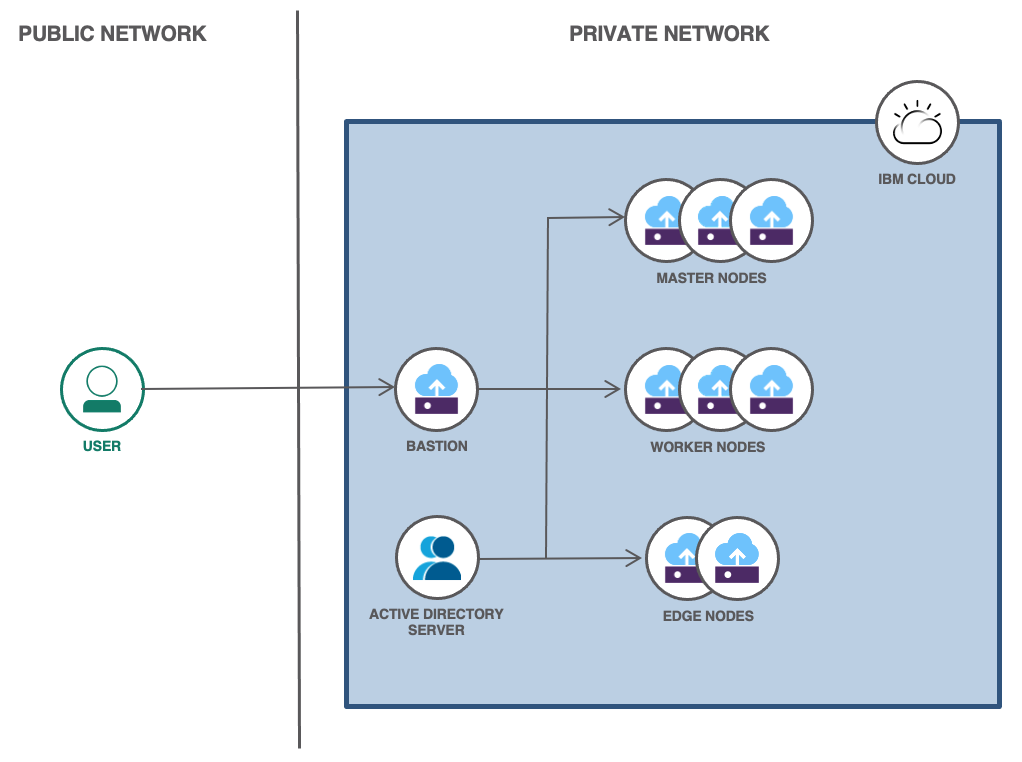 PUBLIC NETWORK
PRIVATE NETWORK
IBM CLOUD
MASTER NODES
USER
BASTION
WORKER NODES
ACTIVE DIRECTORY
SERVER
EDGE NODES